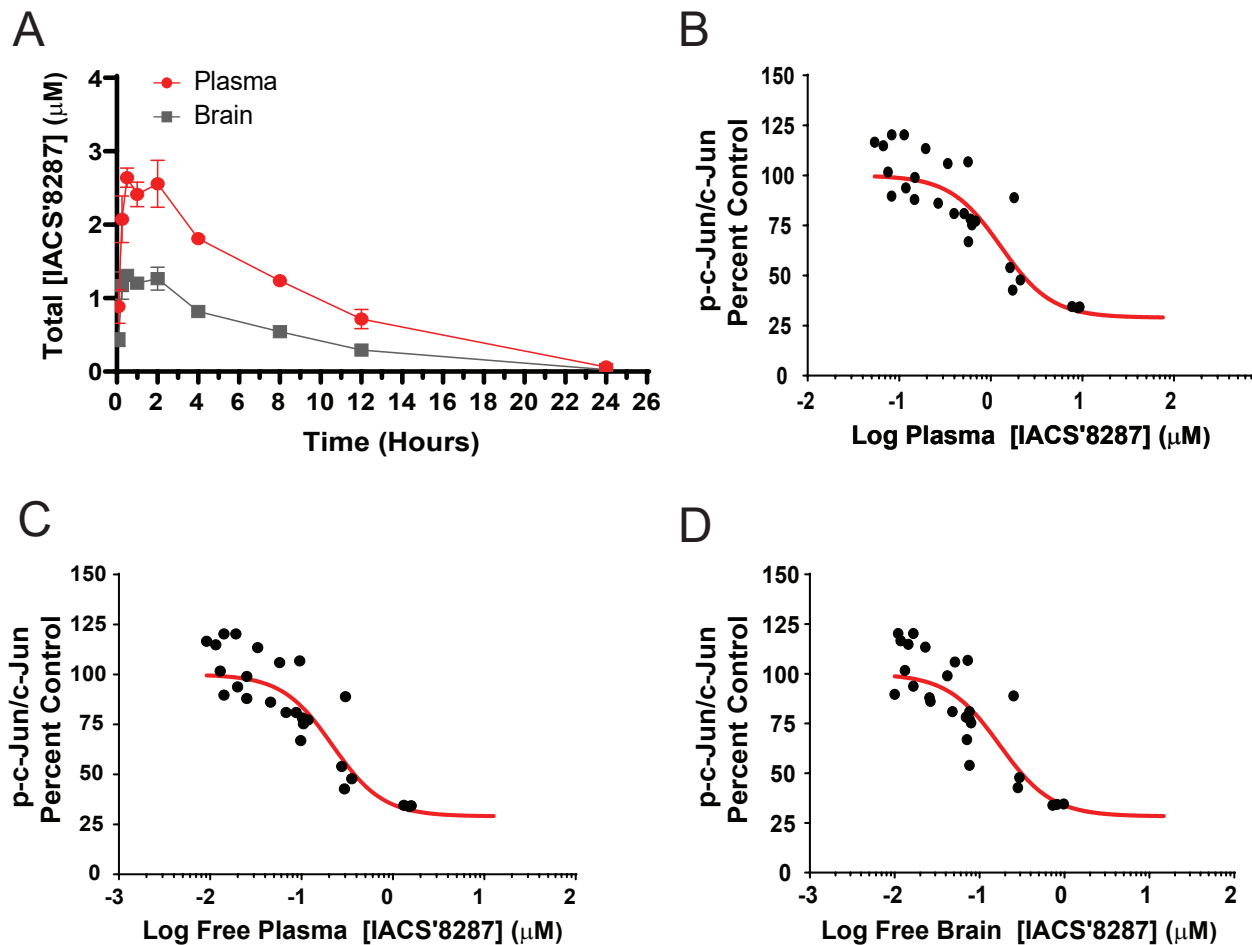 A
Total [IACS'8287] (μM)
4
3
2
1
0
Plasma
Brain
0 2 4 6 8 10 12 14 16 18 20 22 24 26
Time (Hours)
B
p-c-Jun/c-Jun
Percent Control
150
125
100
75
50
25
0
-2 -1 0 1 2
Log Plasma [IACS'8287] (μM)
C
p-c-Jun/c-Jun
Percent Control
150
125
100
75
50
25
0
-3 -2 -1 0 1 2
Log Free Plasma [IACS'8287] (μM)
D
p-c-Jun/c-Jun
Percent Control
150
125
100
75
50
25
0
-3 -2 -1 0 1 2
Log Free Brain [IACS'8287] (μM)